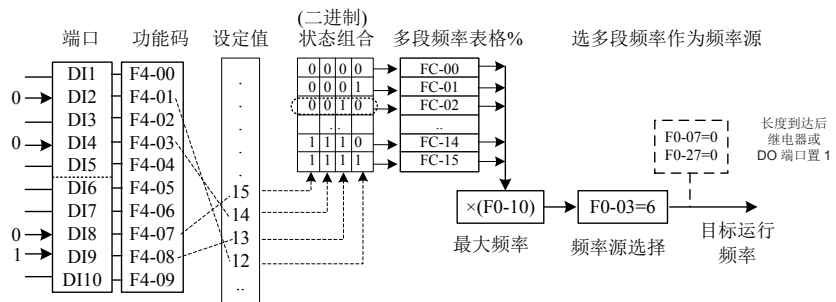 (二进制)
端口 功能码 设定值 状态组合 多段频率表格% 选多段频率作为频率源
DI1 F4-00 . 0 0 0 0 FC-00
0 DI2 F4-01 . 0 0 0 1 FC-01
DI3 F4-02 . 0 0 1 0 FC-02
0 DI4 F4-03 . .. ..
DI5 F4-04 . 1 1 1 0 FC-14
DI6 F4-05 15 1 1 1 1 FC-15
DI7 F4-06 14
0 DI8 F4-07 13
1 DI9 F4-08 12
DI10 F4-09 ..
F0-07=0
F0-27=0
长度到达后
继电器或
DO 端口置 1
×(F0-10) F0-03=6
最大频率 频率源选择 目标运行
频率